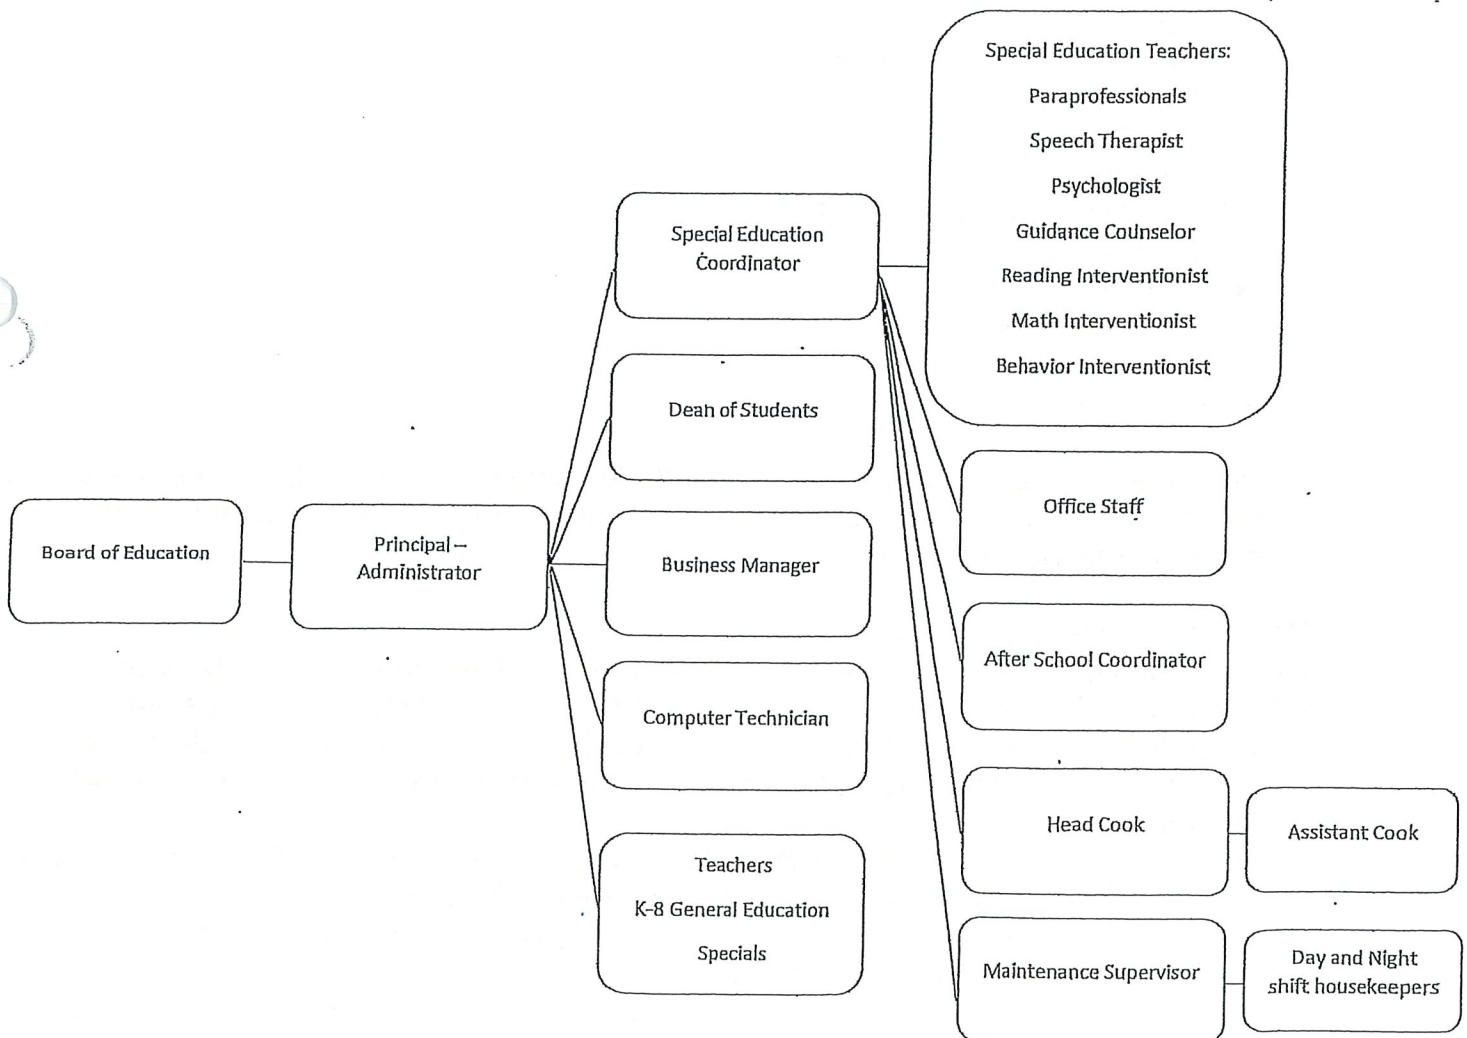 Board of Education
Principal –
Administrator
Special Education
Coordinator
Dean of Students
Business Manager
Computer Technician
Teachers
K–8 General Education
Specials
Special Education Teachers:
Paraprofessionals
Speech Therapist
Psychologist
Guidance Counselor
Reading Interventionist
Math Interventionist
Behavior Interventionist
Office Staff
After School Coordinator
Head Cook
Assistant Cook
Maintenance Supervisor
Day and Night
shift housekeepers